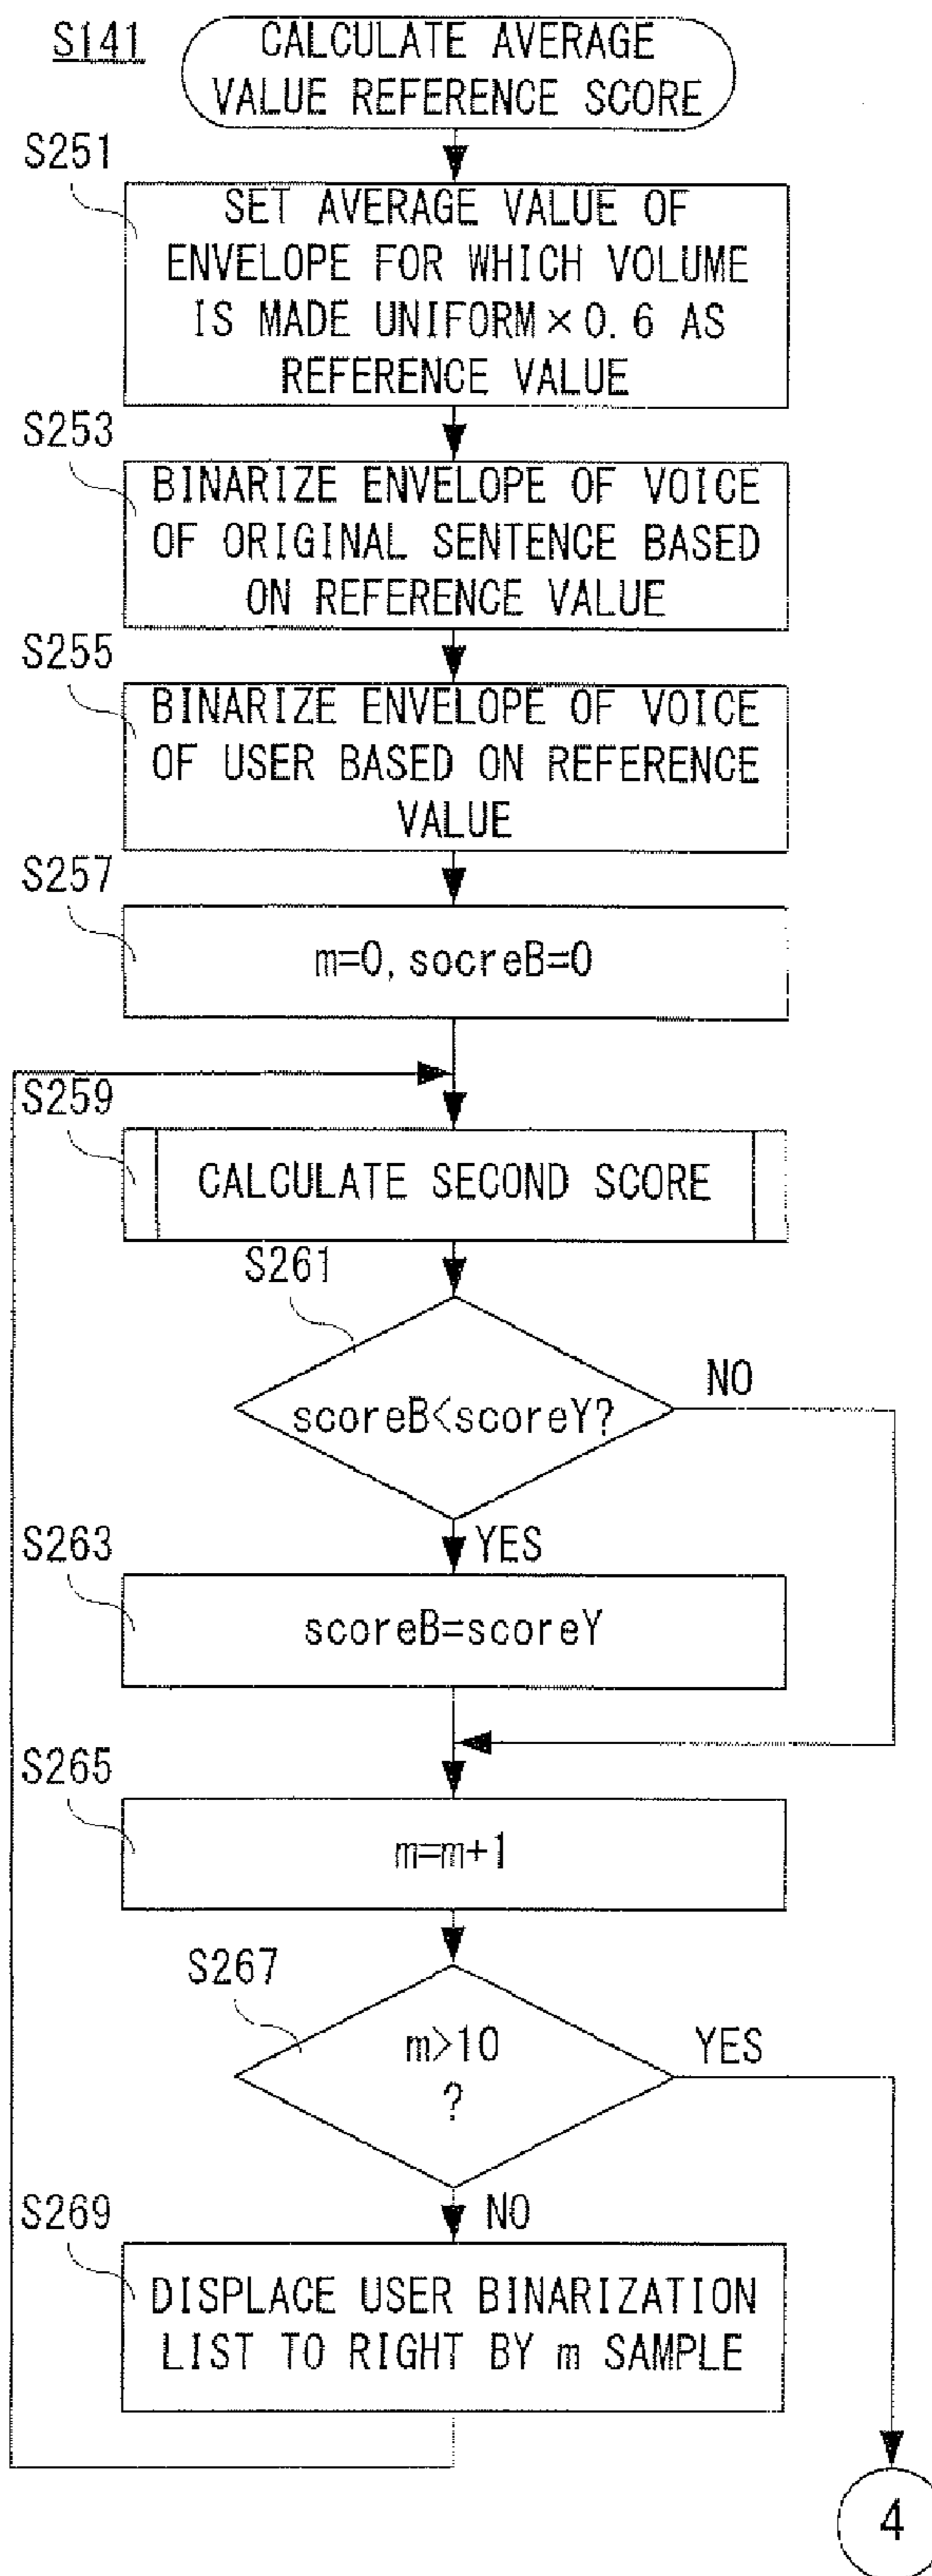 S141
CALCULATE AVERAGE
VALUE REFERENCE SCORE
S251
SET AVERAGE VALUE OF
ENVELOPE FOR WHICH VOLUME
IS MADE UNIFORM×0.6 AS
REFERENCE VALUE
S253
BINARIZE ENVELOPE OF VOICE
OF ORIGINAL SENTENCE BASED
ON REFERENCE VALUE
S255
BINARIZE ENVELOPE OF VOICE
OF USER BASED ON REFERENCE
VALUE
S257
m=0, socreB=0
S259
CALCULATE SECOND SCORE
S261
scoreB<scoreY?
NO
YES
S263
scoreB=scoreY
S265
m=m+1
S267
m>10
?
YES
NO
S269
DISPLACE USER BINARIZATION
LIST TO RIGHT BY m SAMPLE
4